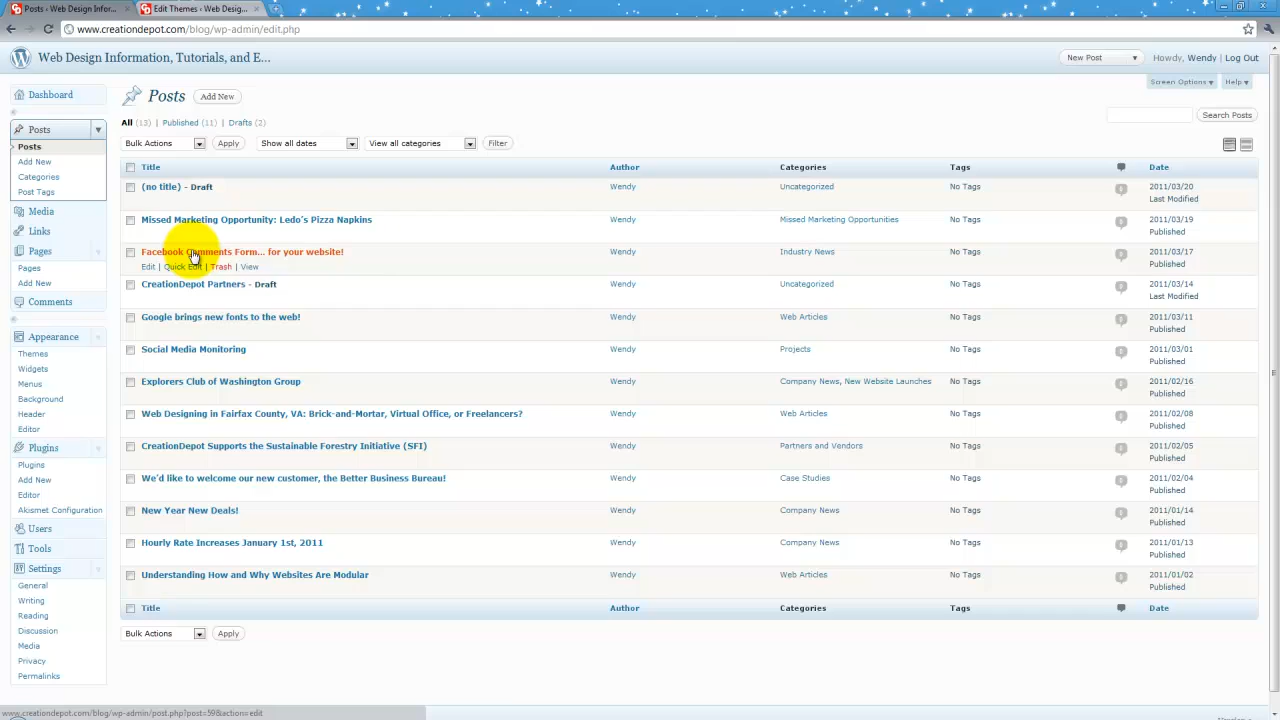 Posts ‹ Web Design Infor... Edit Themes ‹ Web Desig...
www.creationdepot.com/blog/wp-admin/edit.php
Web Design Information, Tutorials, and E... New Post Howdy, Wendy | Log Out
Screen Options Help
Posts Add New
All (13) | Published (11) | Drafts (2) Search Posts
Bulk Actions Apply Show all dates View all categories Filter
Title Author Categories Tags Date
(no title) - Draft Wendy Uncategorized No Tags 2011/03/20
Last Modified
Missed Marketing Opportunity: Ledo's Pizza Napkins Wendy Missed Marketing Opportunities No Tags 2011/03/19
Published
Facebook Comments Form... for your website! Wendy Industry News No Tags 2011/03/17
Edit | Quick Edit | Trash | View Published
CreationDepot Partners - Draft Wendy Uncategorized No Tags 2011/03/14
Last Modified
Google brings new fonts to the web! Wendy Web Articles No Tags 2011/03/11
Published
Social Media Monitoring Wendy Projects No Tags 2011/03/01
Published
Explorers Club of Washington Group Wendy Company News, New Website Launches No Tags 2011/02/16
Published
Web Designing in Fairfax County, VA: Brick-and-Mortar, Virtual Office, or Freelancers? Wendy Web Articles No Tags 2011/02/08
Published
CreationDepot Supports the Sustainable Forestry Initiative (SFI) Wendy Partners and Vendors No Tags 2011/02/05
Published
We'd like to welcome our new customer, the Better Business Bureau! Wendy Case Studies No Tags 2011/02/04
Published
New Year New Deals! Wendy Company News No Tags 2011/01/14
Published
Hourly Rate Increases January 1st, 2011 Wendy Company News No Tags 2011/01/13
Published
Understanding How and Why Websites Are Modular Wendy Web Articles No Tags 2011/01/02
Published
Title Author Categories Tags Date
Bulk Actions Apply
Dashboard
Posts
Posts
Add New
Categories
Post Tags
Media
Links
Pages
Pages
Add New
Comments
Appearance
Themes
Widgets
Menus
Background
Header
Editor
Plugins
Plugins
Add New
Editor
Akismet Configuration
Users
Tools
Settings
General
Writing
Reading
Discussion
Media
Privacy
Permalinks
www.creationdepot.com/blog/wp-admin/post.php?post=598&action=edit